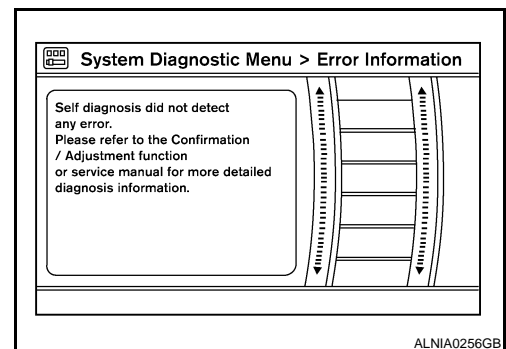 System Diagnostic Menu > Error Information
Self diagnosis did not detect
any error.
Please refer to the Confirmation
/ Adjustment function
or service manual for more detailed
diagnosis information.
ALNIA0256GB